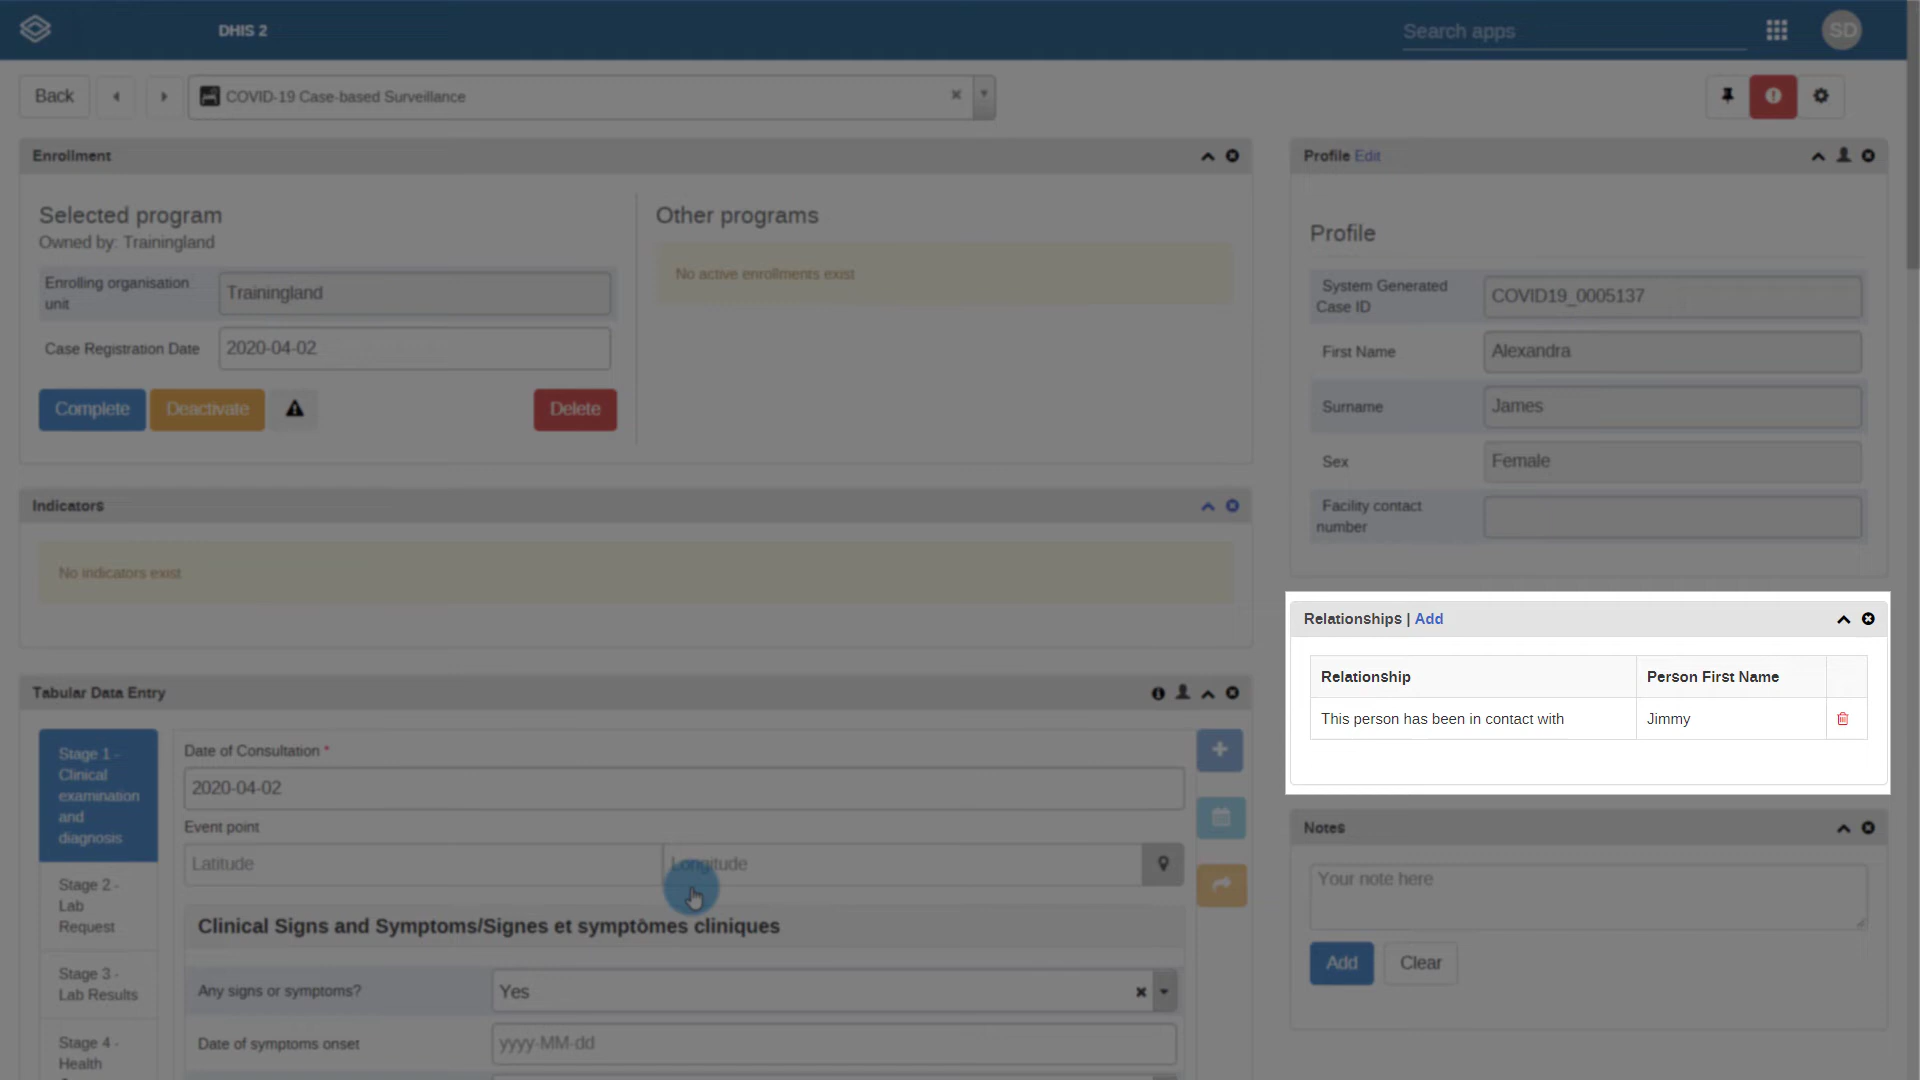 DHIS 2
Search apps
SD
Back
COVID-19 Case-based Surveillance
Enrollment
Selected program
Owned by: Trainingland
Enrolling organisation
unit
Trainingland
Case Registration Date
2020-04-02
Complete
Deactivate
Delete
Other programs
No active enrollments exist
Indicators
No indicators exist
Tabular Data Entry
Stage 1 -
Clinical
examination
and
diagnosis
Stage 2 -
Lab
Request
Stage 3 -
Lab Results
Stage 4 -
Health
Date of Consultation *
2020-04-02
Event point
Latitude
Longitude
Clinical Signs and Symptoms/Signes et symptômes cliniques
Any signs or symptoms?
Yes
Date of symptoms onset
yyyy-MM-dd
Profile Edit
Profile
System Generated
Case ID
COVID19_0005137
First Name
Alexandra
Surname
James
Sex
Female
Facility contact
number
Relationships | Add
Relationship
Person First Name
This person has been in contact with
Jimmy
Notes
Your note here
Add
Clear